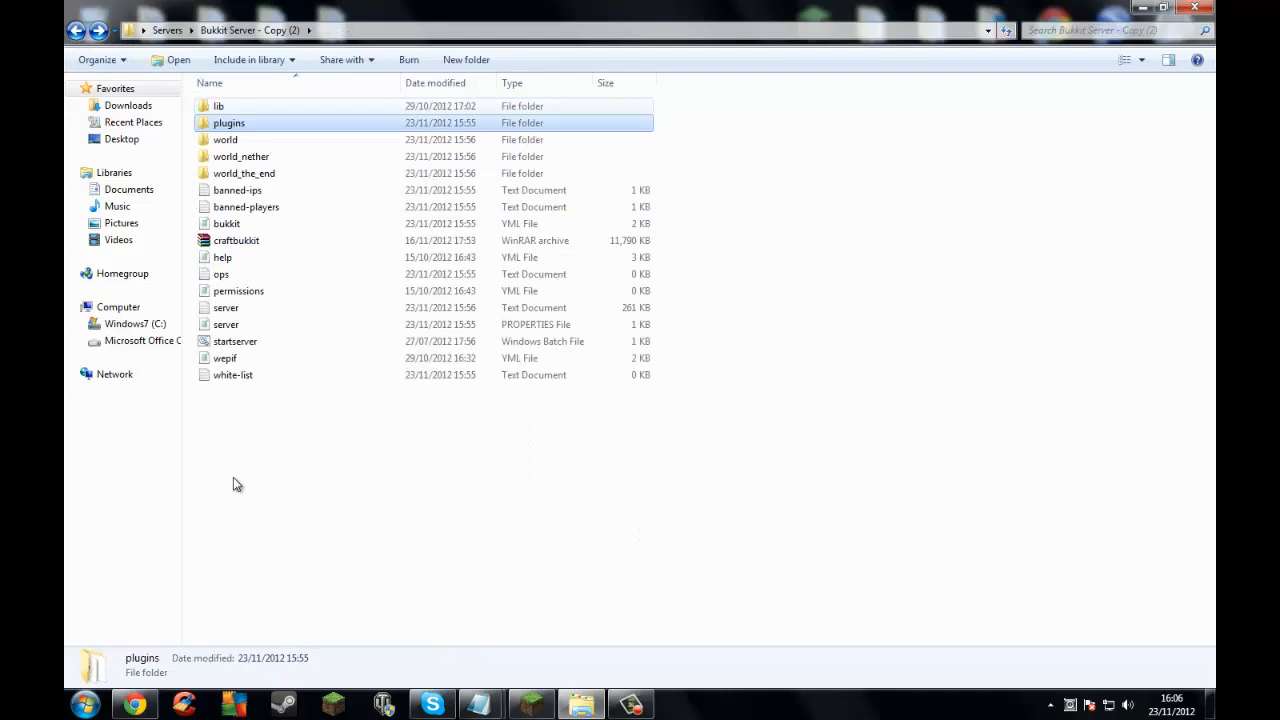 Servers Bukkit Server - Copy (2) Search Bukkit Server - Copy (2)
Organize Open Include in library Share with Burn New folder
Favorites
Downloads
Recent Places
Desktop
Libraries
Documents
Music
Pictures
Videos
Homegroup
Computer
Windows7 (C:)
Microsoft Office C
Network
Name Date modified Type Size
lib 29/10/2012 17:02 File folder
plugins 23/11/2012 15:55 File folder
world 23/11/2012 15:56 File folder
world_nether 23/11/2012 15:56 File folder
world_the_end 23/11/2012 15:56 File folder
banned-ips 23/11/2012 15:55 Text Document 1 KB
banned-players 23/11/2012 15:55 Text Document 1 KB
bukkit 23/11/2012 15:55 YML File 2 KB
craftbukkit 16/11/2012 17:53 WinRAR archive 11,790 KB
help 15/10/2012 16:43 YML File 3 KB
ops 23/11/2012 15:55 Text Document 0 KB
permissions 15/10/2012 16:43 YML File 0 KB
server 23/11/2012 15:56 Text Document 261 KB
server 23/11/2012 15:55 PROPERTIES File 1 KB
startserver 27/07/2012 17:56 Windows Batch File 1 KB
wepif 29/10/2012 16:32 YML File 2 KB
white-list 23/11/2012 15:55 Text Document 0 KB
plugins Date modified: 23/11/2012 15:55
File folder
16:06
23/11/2012